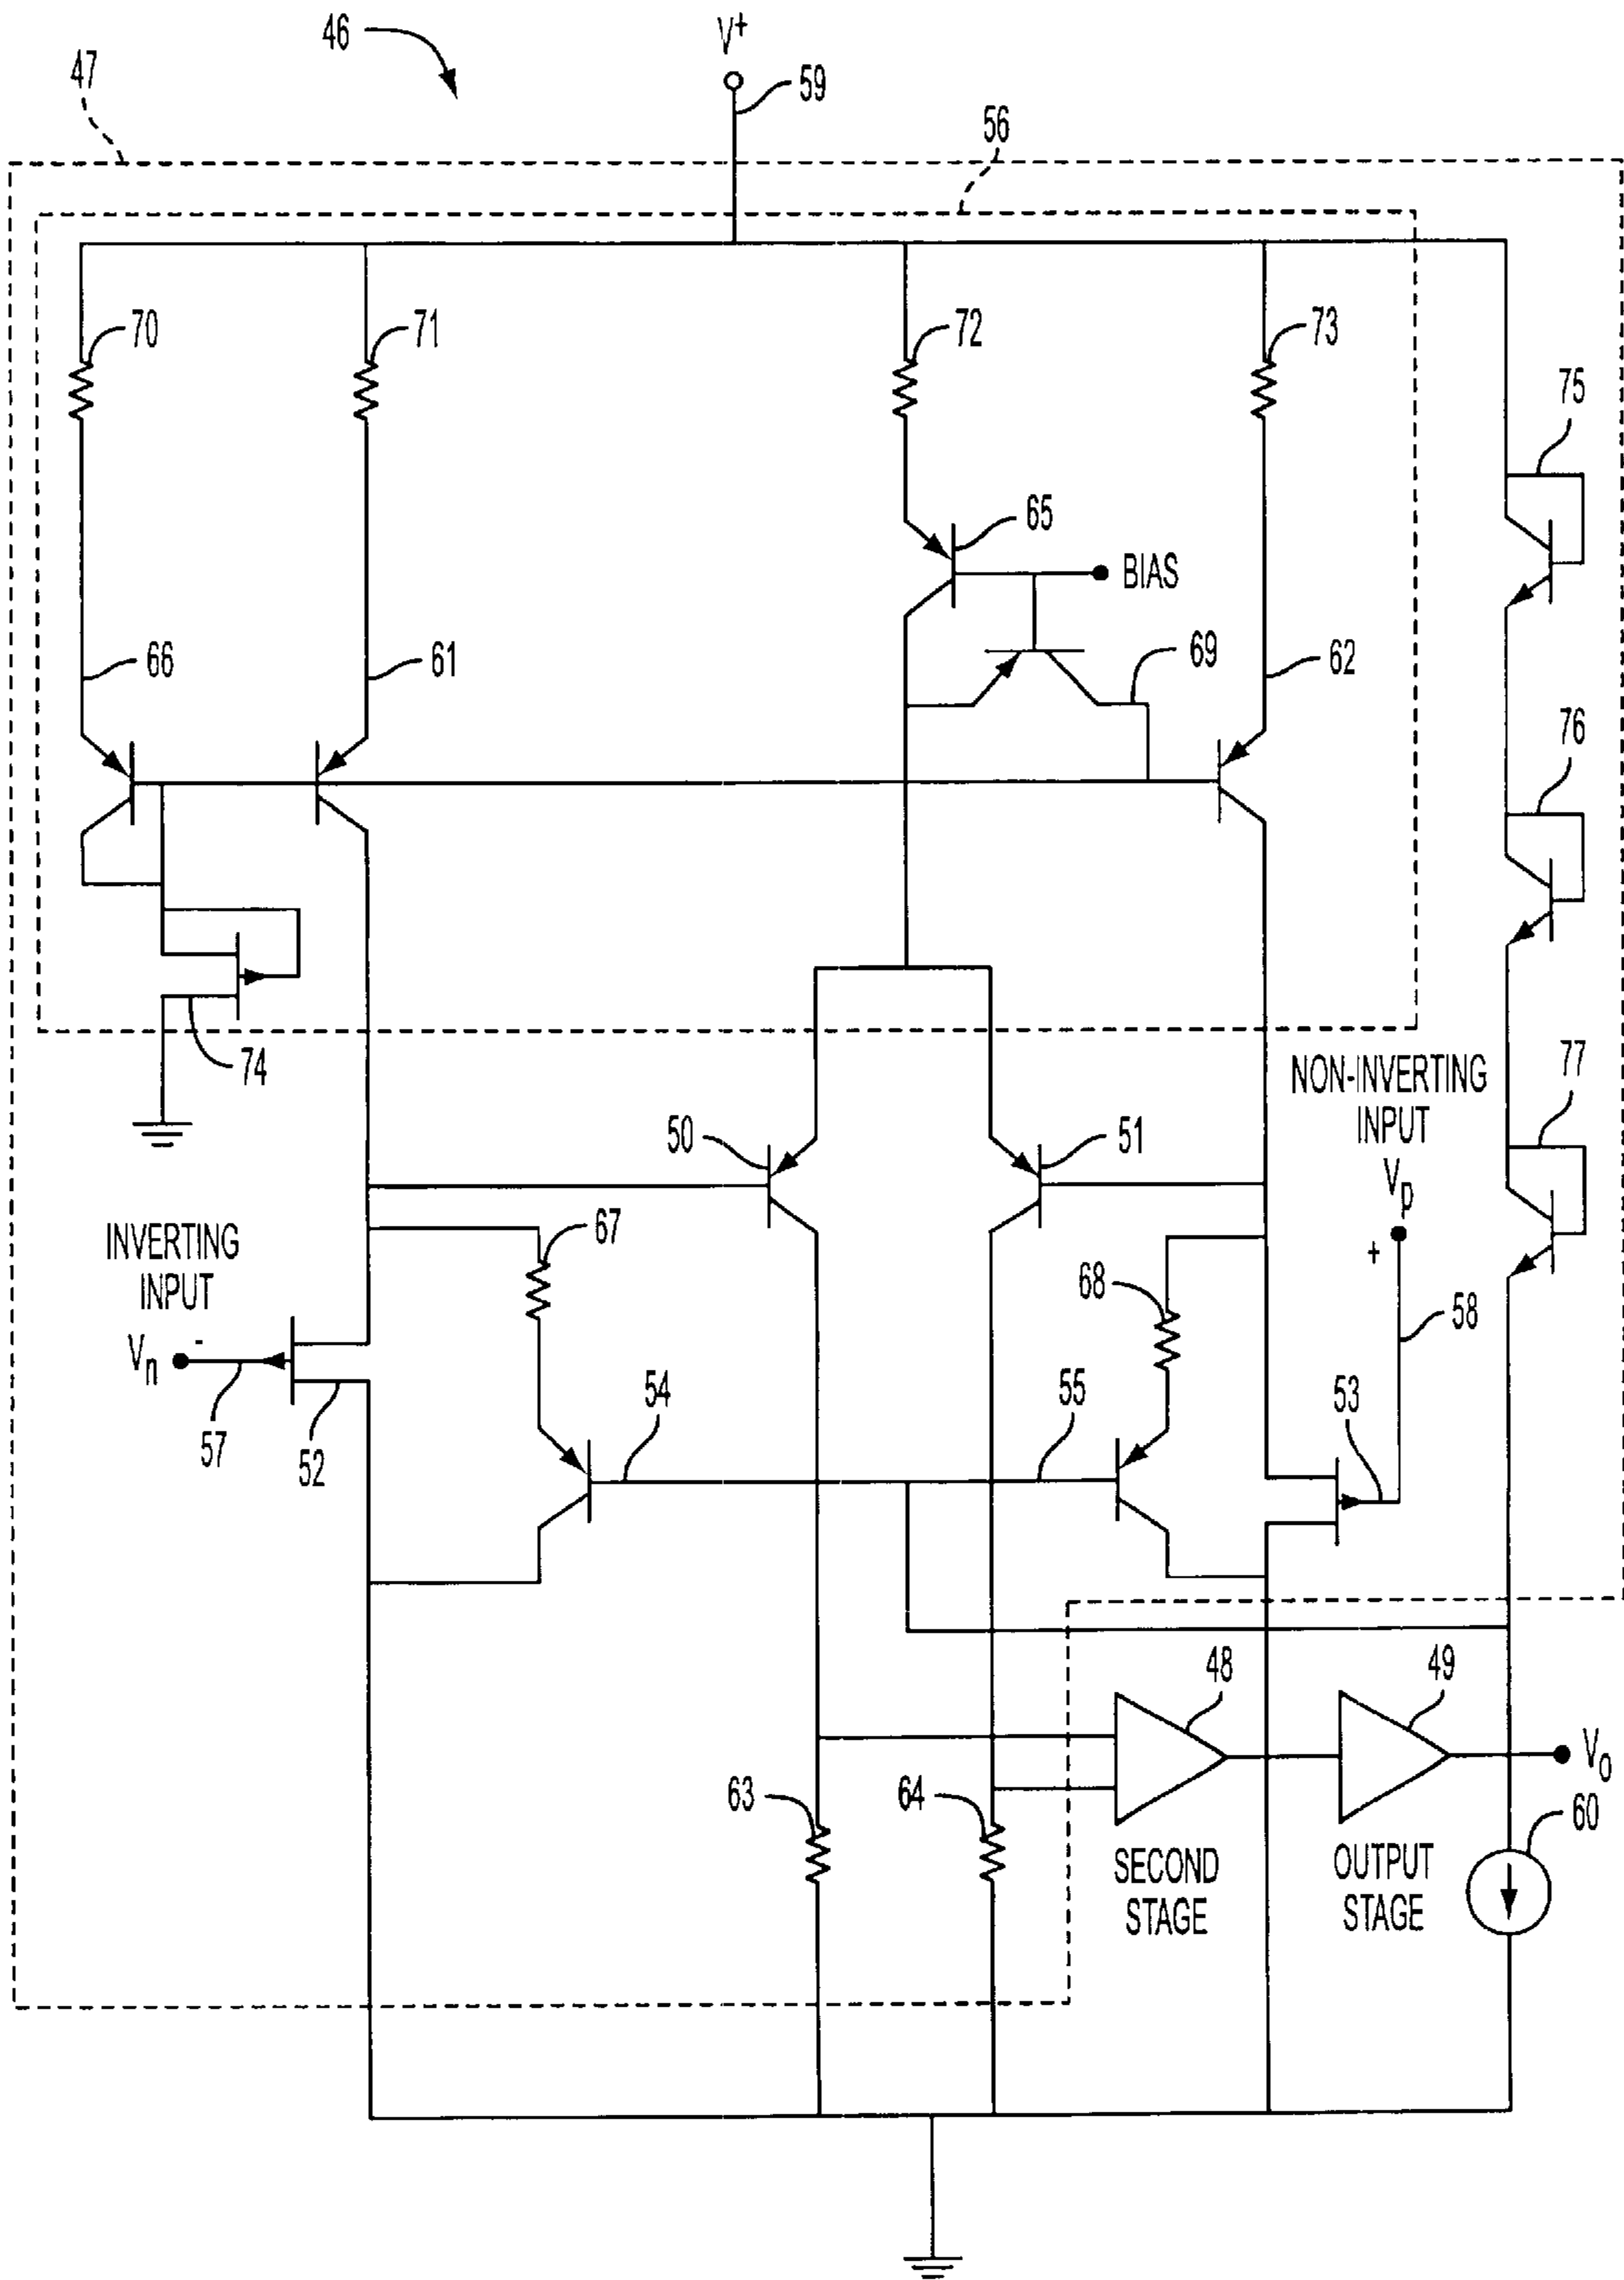 46
V+
47
59
56
70
71
72
73
75
65
BIAS
66
61
69
62
76
74
NON-INVERTING
INPUT
Vp
+
77
50
51
INVERTING
INPUT
Vn
-
67
68
58
57
52
54
55
53
48
49
Vo
63
64
60
SECOND
STAGE
OUTPUT
STAGE